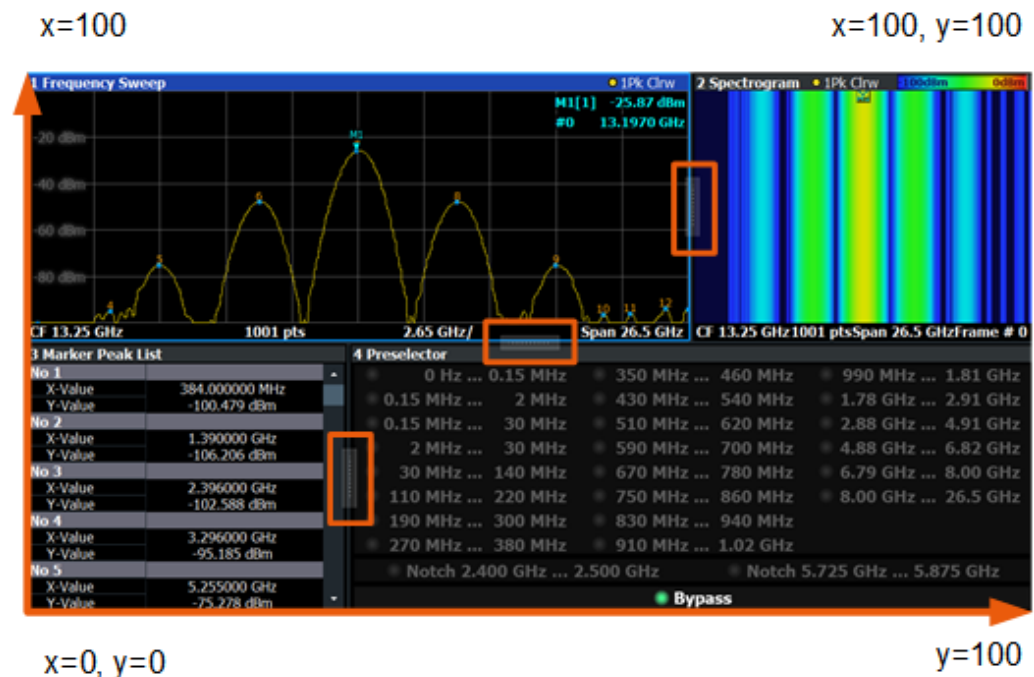 x=100
x=100, y=100
1 Frequency Sweep
1Pk Clrw
M1[1] -25.87 dBm
#0 13.1970 GHz
M1
-20 dBm
-40 dBm
-60 dBm
-80 dBm
4
5
6
8
9
10
11
12
CF 13.25 GHz 1001 pts 2.65 GHz/ Span 26.5 GHz
2 Spectrogram 1Pk Clrw -100dBm 0dBm
CF 13.25 GHz 1001 pts Span 26.5 GHz Frame # 0
3 Marker Peak List
No 1
X-Value 384.000000 MHz
Y-Value -100.479 dBm
No 2
X-Value 1.390000 GHz
Y-Value -106.206 dBm
No 3
X-Value 2.396000 GHz
Y-Value -102.588 dBm
No 4
X-Value 3.296000 GHz
Y-Value -95.185 dBm
No 5
X-Value 5.255000 GHz
Y-Value -75.278 dBm
4 Preselector
0 Hz ... 0.15 MHz 350 MHz ... 460 MHz 990 MHz ... 1.81 GHz
0.15 MHz ... 2 MHz 430 MHz ... 540 MHz 1.78 GHz ... 2.91 GHz
0.15 MHz ... 30 MHz 510 MHz ... 620 MHz 2.88 GHz ... 4.91 GHz
2 MHz ... 30 MHz 590 MHz ... 700 MHz 4.88 GHz ... 6.82 GHz
30 MHz ... 140 MHz 670 MHz ... 780 MHz 6.79 GHz ... 8.00 GHz
110 MHz ... 220 MHz 750 MHz ... 860 MHz 8.00 GHz ... 26.5 GHz
190 MHz ... 300 MHz 830 MHz ... 940 MHz
270 MHz ... 380 MHz 910 MHz ... 1.02 GHz
Notch 2.400 GHz ... 2.500 GHz Notch 5.725 GHz ... 5.875 GHz
Bypass
x=0, y=0
y=100